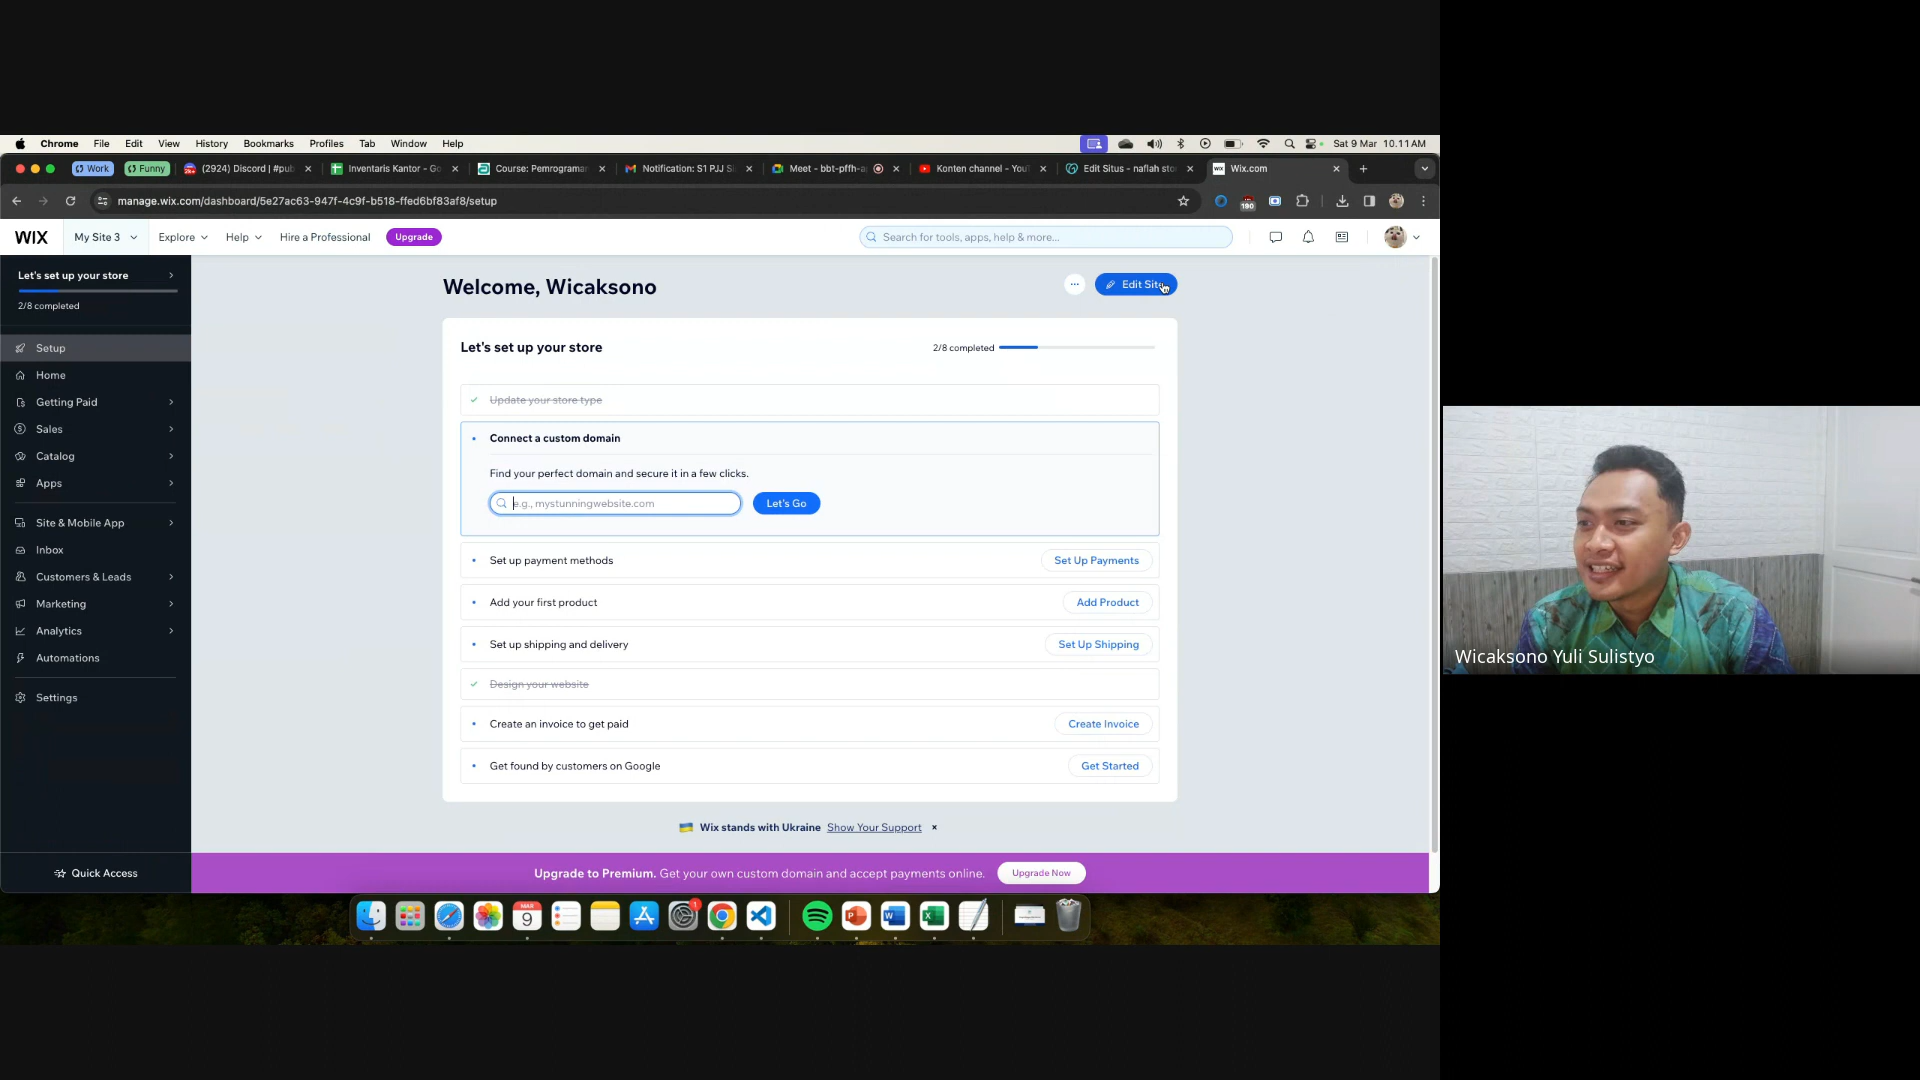 Chrome File Edit View History Bookmarks Profiles Tab Window Help
Sat 9 Mar 10.11 AM
Work Funny (2924) Discord | #pub Inventaris Kantor - Go Course: Pemrograma Notification: S1 PJJ Si Meet - bbt-pffh-a Konten channel - YouT Edit Situs - naflah sto Wix.com
manage.wix.com/dashboard/5e27ac63-947f-4c9f-b518-ffed6bf83af8/setup
190
WIX My Site 3 Explore Help Hire a Professional Upgrade Search for tools, apps, help & more...
Let's set up your store
2/8 completed
Setup
Home
Getting Paid
Sales
Catalog
Apps
Site & Mobile App
Inbox
Customers & Leads
Marketing
Analytics
Automations
Settings
Quick Access
Welcome, Wicaksono
Edit Site
Let's set up your store
2/8 completed
Update your store type
Connect a custom domain
Find your perfect domain and secure it in a few clicks.
e.g., mystunningwebsite.com Let's Go
Set up payment methods Set Up Payments
Add your first product Add Product
Set up shipping and delivery Set Up Shipping
Design your website
Create an invoice to get paid Create Invoice
Get found by customers on Google Get Started
Wix stands with Ukraine Show Your Support
Upgrade to Premium. Get your own custom domain and accept payments online. Upgrade Now
MAR
9
1
Wicaksono Yuli Sulistyo